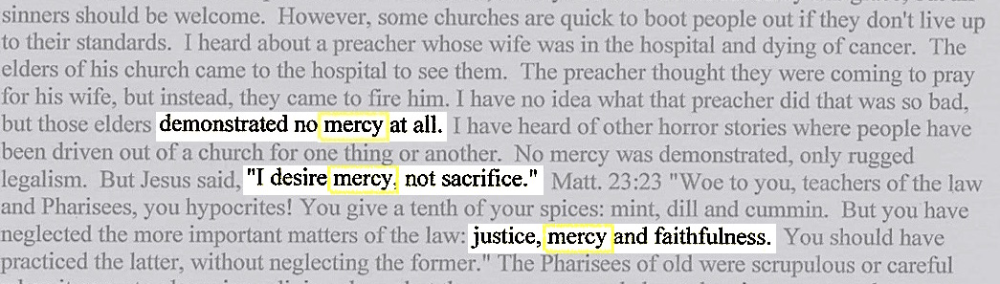 sinners should be welcome.  However, some churches are quick to boot people out if they don't live up
to their standards.  I heard about a preacher whose wife was in the hospital and dying of cancer.  The
elders of his church came to the hospital to see them.  The preacher thought they were coming to pray
for his wife, but instead, they came to fire him. I have no idea what that preacher did that was so bad,
but those elders demonstrated no mercy at all.  I have heard of other horror stories where people have
been driven out of a church for one thing or another.  No mercy was demonstrated, only rugged
legalism.  But Jesus said, "I desire mercy, not sacrifice."  Matt. 23:23 "Woe to you, teachers of the law
and Pharisees, you hypocrites! You give a tenth of your spices: mint, dill and cummin.  But you have
neglected the more important matters of the law: justice, mercy and faithfulness.  You should have
practiced the latter, without neglecting the former." The Pharisees of old were scrupulous or careful